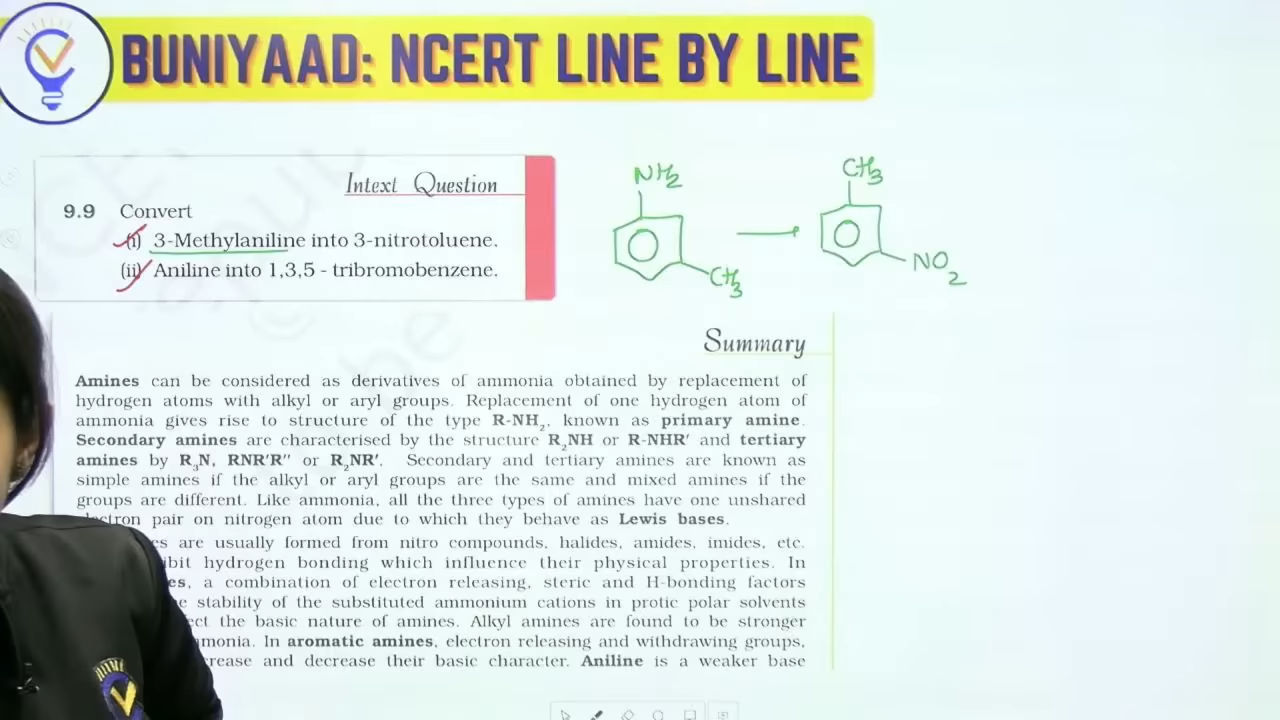 BUNIYAAD: NCERT LINE BY LINE
Intext Question
9.9 Convert
(i) 3-Methylaniline into 3-nitrotoluene.
(ii) Aniline into 1,3,5 - tribromobenzene.
NH2
CH3
CH3
NO2
Summary
Amines can be considered as derivatives of ammonia obtained by replacement of
hydrogen atoms with alkyl or aryl groups. Replacement of one hydrogen atom of
ammonia gives rise to structure of the type R-NH2, known as primary amine.
Secondary amines are characterised by the structure R2NH or R-NHR′ and tertiary
amines by R3N, RNR′R″ or R2NR′. Secondary and tertiary amines are known as
simple amines if the alkyl or aryl groups are the same and mixed amines if the
groups are different. Like ammonia, all the three types of amines have one unshared
electron pair on nitrogen atom due to which they behave as Lewis bases.
are usually formed from nitro compounds, halides, amides, imides, etc.
hydrogen bonding which influence their physical properties. In
a combination of electron releasing, steric and H-bonding factors
stability of the substituted ammonium cations in protic polar solvents
the basic nature of amines. Alkyl amines are found to be stronger
In aromatic amines, electron releasing and withdrawing groups,
and decrease their basic character. Aniline is a weaker base